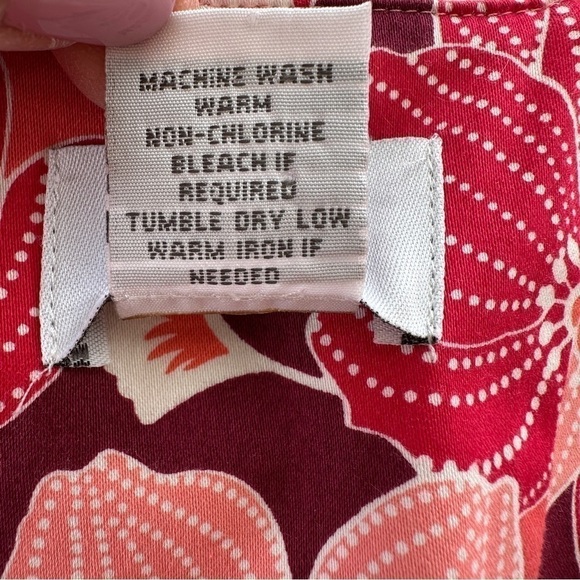 MACHINE WASH
WARM
NON-CHLORINE
BLEACH IF
REQUIRED
TUMBLE DRY LOW
WARM IRON IF
NEEDED